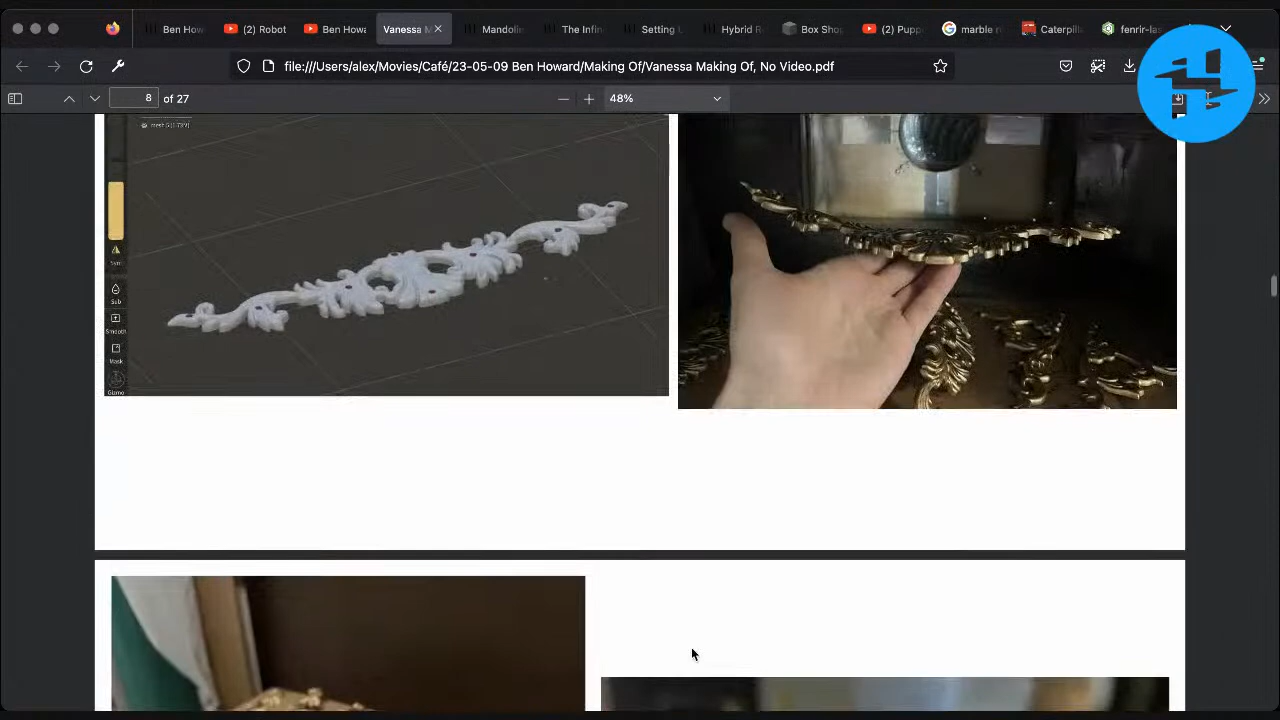 Ben How
(2) Robot
Ben Howa
Vanessa M
Mandolin
The Infin
Setting U
Hybrid R
Box Shop
(2) Pupp
marble r
Caterpill
fenrir-las
file:///Users/alex/Movies/Café/23-05-09 Ben Howard/Making Of/Vanessa Making Of, No Video.pdf
8 of 27
48%
Sub
Smooth
Mask
Gizmo